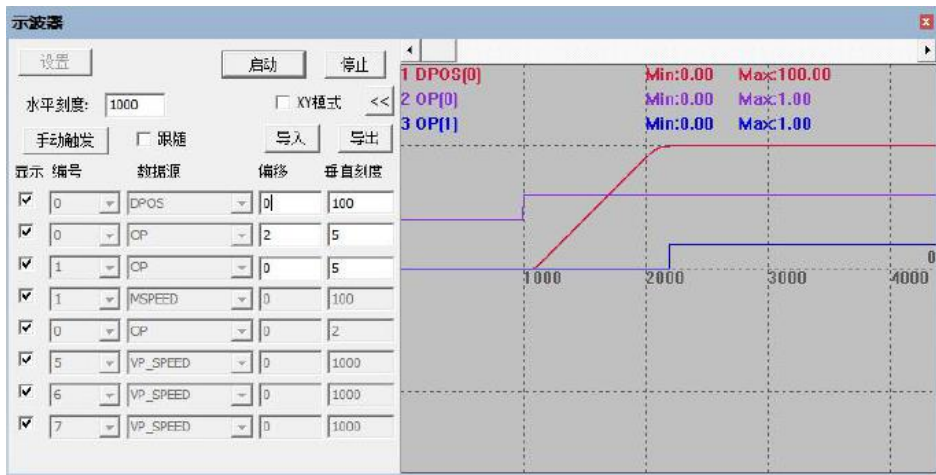 示波器
设置 启动 停止
水平刻度: 1000 XY模式 <<
手动触发 跟随 导入 导出
显示 编号 数据源 偏移 垂直刻度
0 DPOS 0 100
0 OP 2 5
1 OP 0 5
1 MSPEED 0 100
0 OP 0 2
5 VP_SPEED 0 1000
6 VP_SPEED 0 1000
7 VP_SPEED 0 1000
1 DPOS(0) Min:0.00 Max:100.00
2 OP(0) Min:0.00 Max:1.00
3 OP(1) Min:0.00 Max:1.00
0
1000 2000 3000 4000